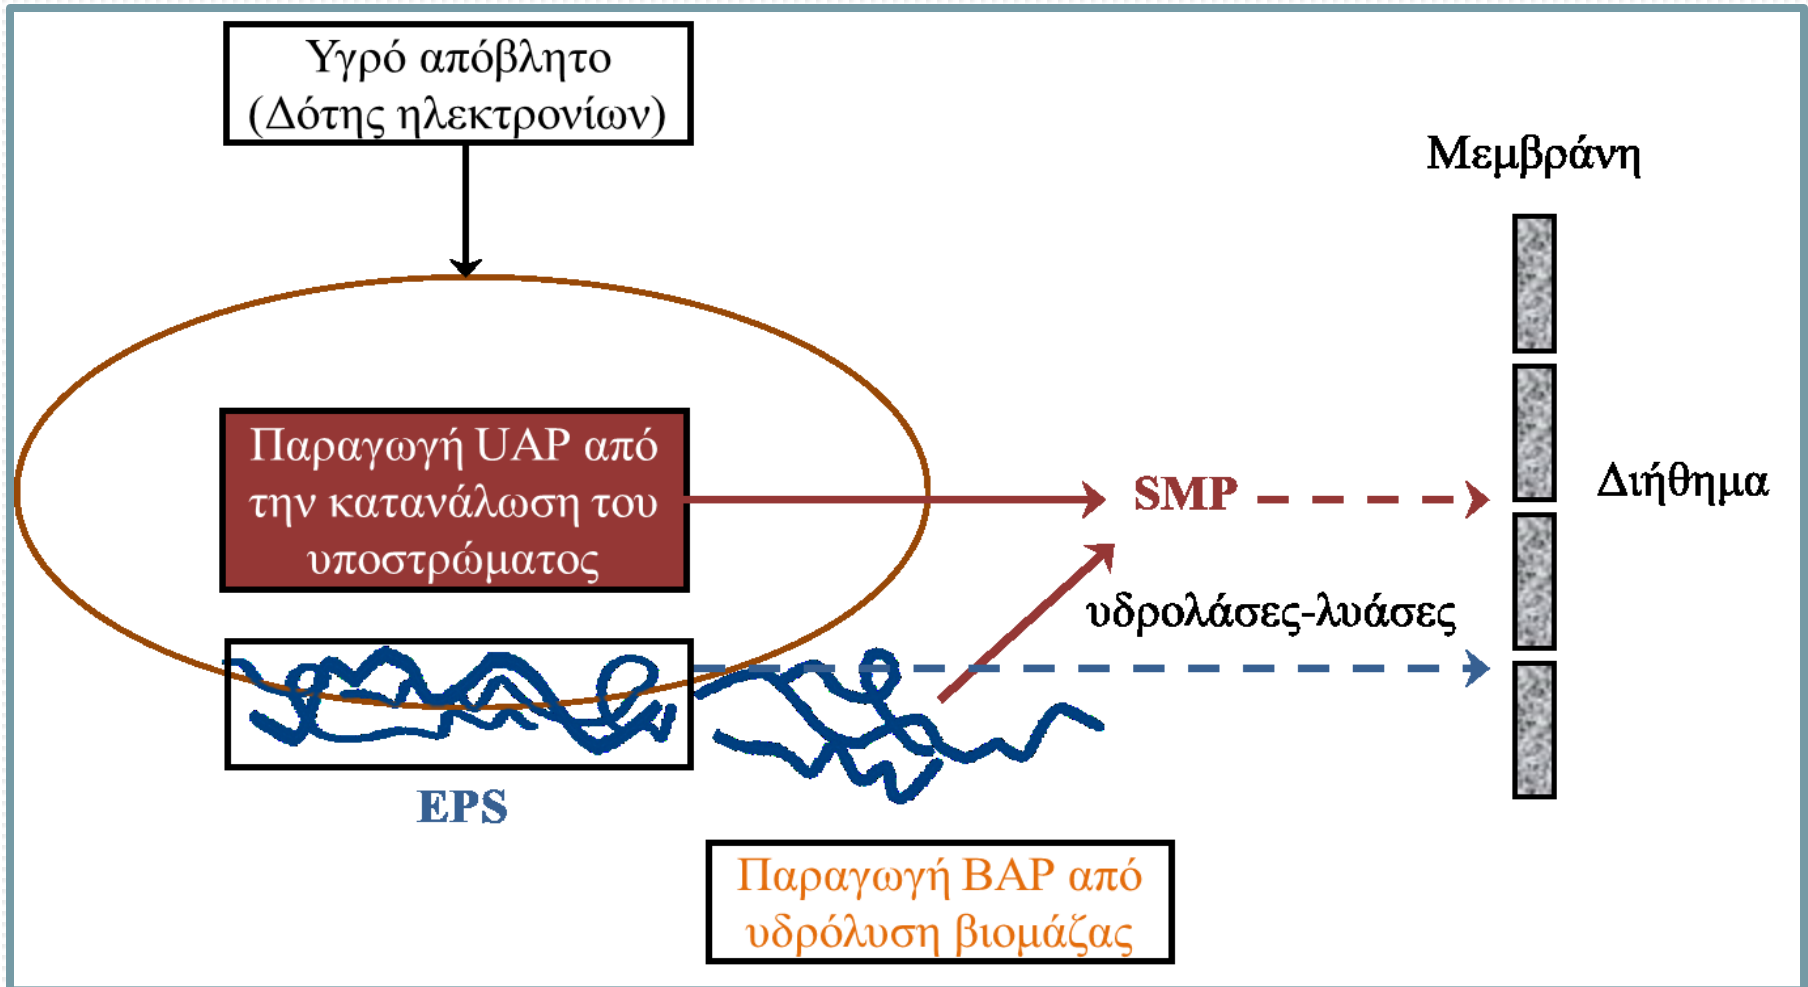 Υγρό απόβλητο
(Δότης ηλεκτρονίων)
Μεμβράνη
Παραγωγή UAP από
την κατανάλωση του
υποστρώματος
SMP
Διήθημα
υδρολάσες-λυάσες
EPS
Παραγωγή BAP από
υδρόλυση βιομάζας